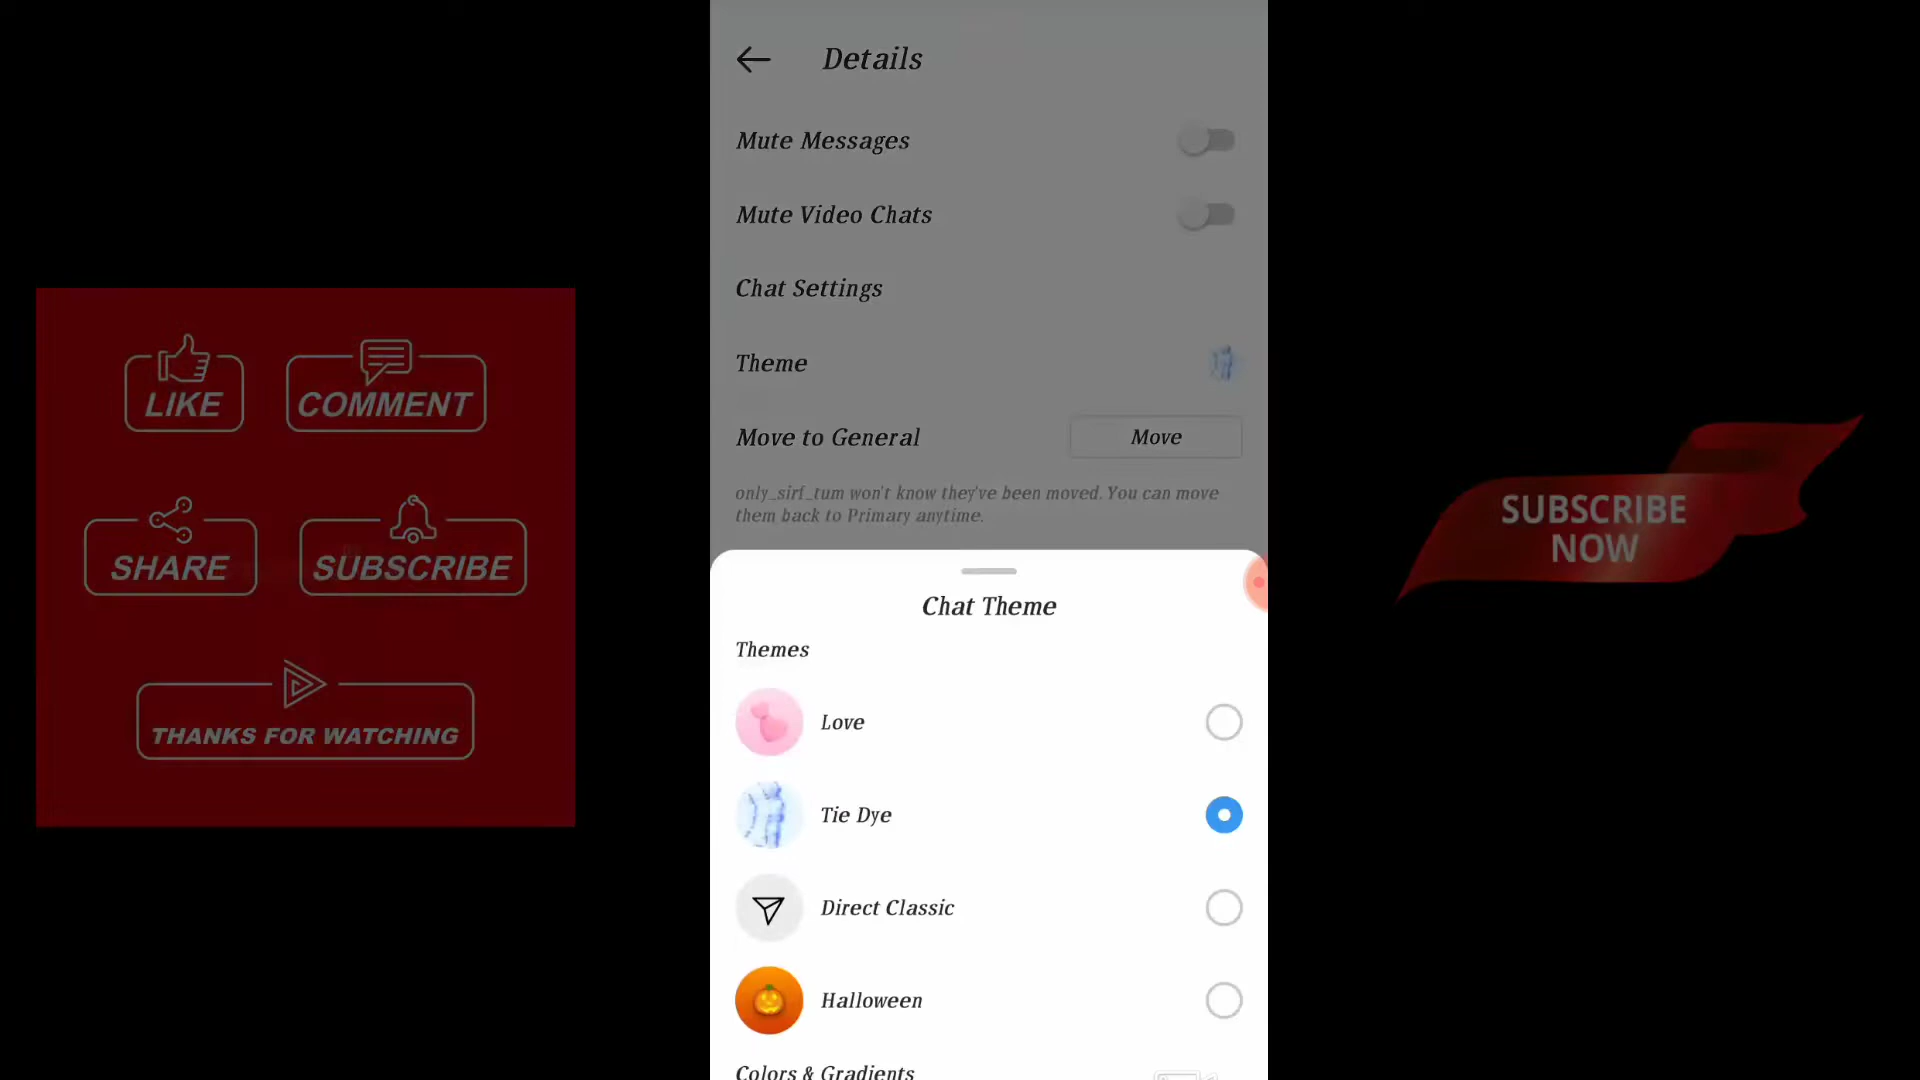 LIKE
COMMENT
SHARE
SUBSCRIBE
THANKS FOR WATCHING
Details
Mute Messages
Mute Video Chats
Chat Settings
Theme
Move to General
Move
only_sirf_tum won't know they've been moved. You can move
them back to Primary anytime.
Chat Theme
Themes
Love
Tie Dye
Direct Classic
Halloween
Colors & Gradients
SUBSCRIBE
NOW